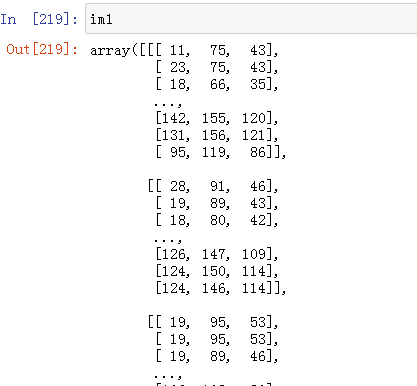 In [219]: im1
Out[219]: array([[[ 11, 75, 43],
[ 23, 75, 43],
[ 18, 66, 35],
...,
[142, 155, 120],
[131, 156, 121],
[ 95, 119, 86]],
[[ 28, 91, 46],
[ 19, 89, 43],
[ 18, 80, 42],
...,
[126, 147, 109],
[124, 150, 114],
[124, 146, 114]],
[[ 19, 95, 53],
[ 19, 95, 53],
[ 19, 89, 46],
...,